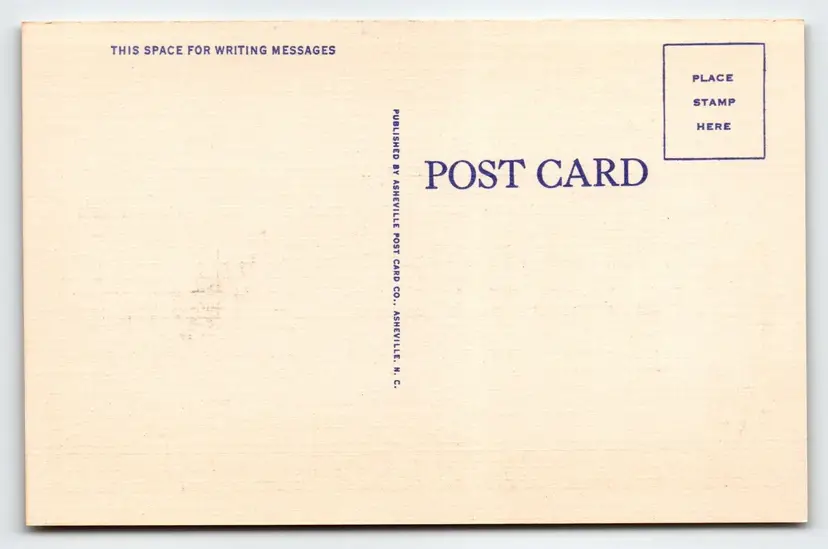 THIS SPACE FOR WRITING MESSAGES
PUBLISHED BY ASHEVILLE POST CARD CO., ASHEVILLE, N. C.
POST CARD
PLACE
STAMP
HERE